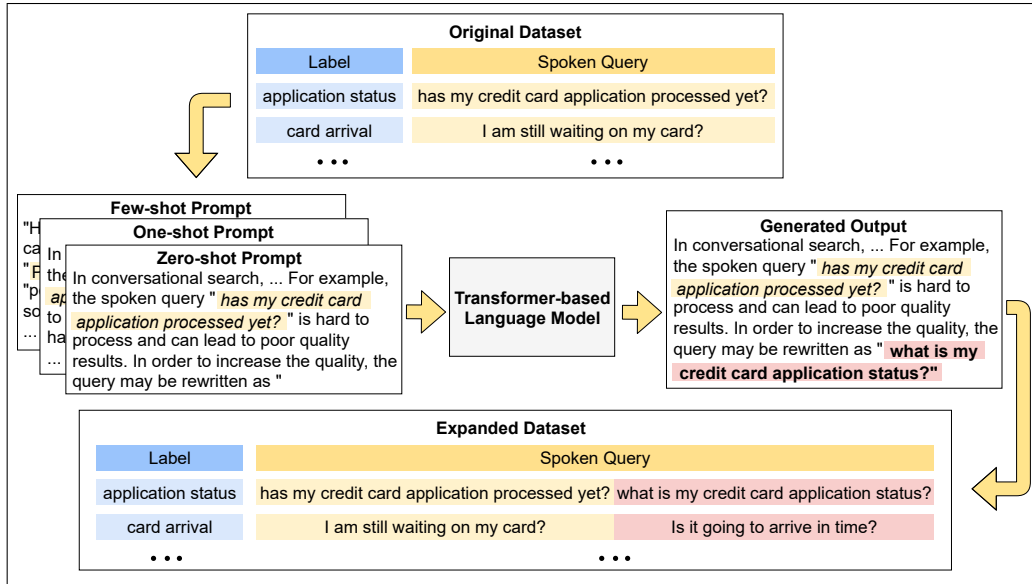 Original Dataset
Label Spoken Query
application status has my credit card application processed yet?
card arrival I am still waiting on my card?
• • • • • •
Few-shot Prompt
"H
ca
"
"p
so
...
One-shot Prompt
In
the
ap
to
ha
...
Zero-shot Prompt
In conversational search, ... For example,
the spoken query " has my credit card
application processed yet? " is hard to
process and can lead to poor quality
results. In order to increase the quality, the
query may be rewritten as "
Transformer-based
Language Model
Generated Output
In conversational search, ... For example,
the spoken query " has my credit card
application processed yet? " is hard to
process and can lead to poor quality
results. In order to increase the quality, the
query may be rewritten as " what is my
credit card application status?"
Expanded Dataset
Label Spoken Query
application status has my credit card application processed yet? what is my credit card application status?
card arrival I am still waiting on my card? Is it going to arrive in time?
• • • • • •